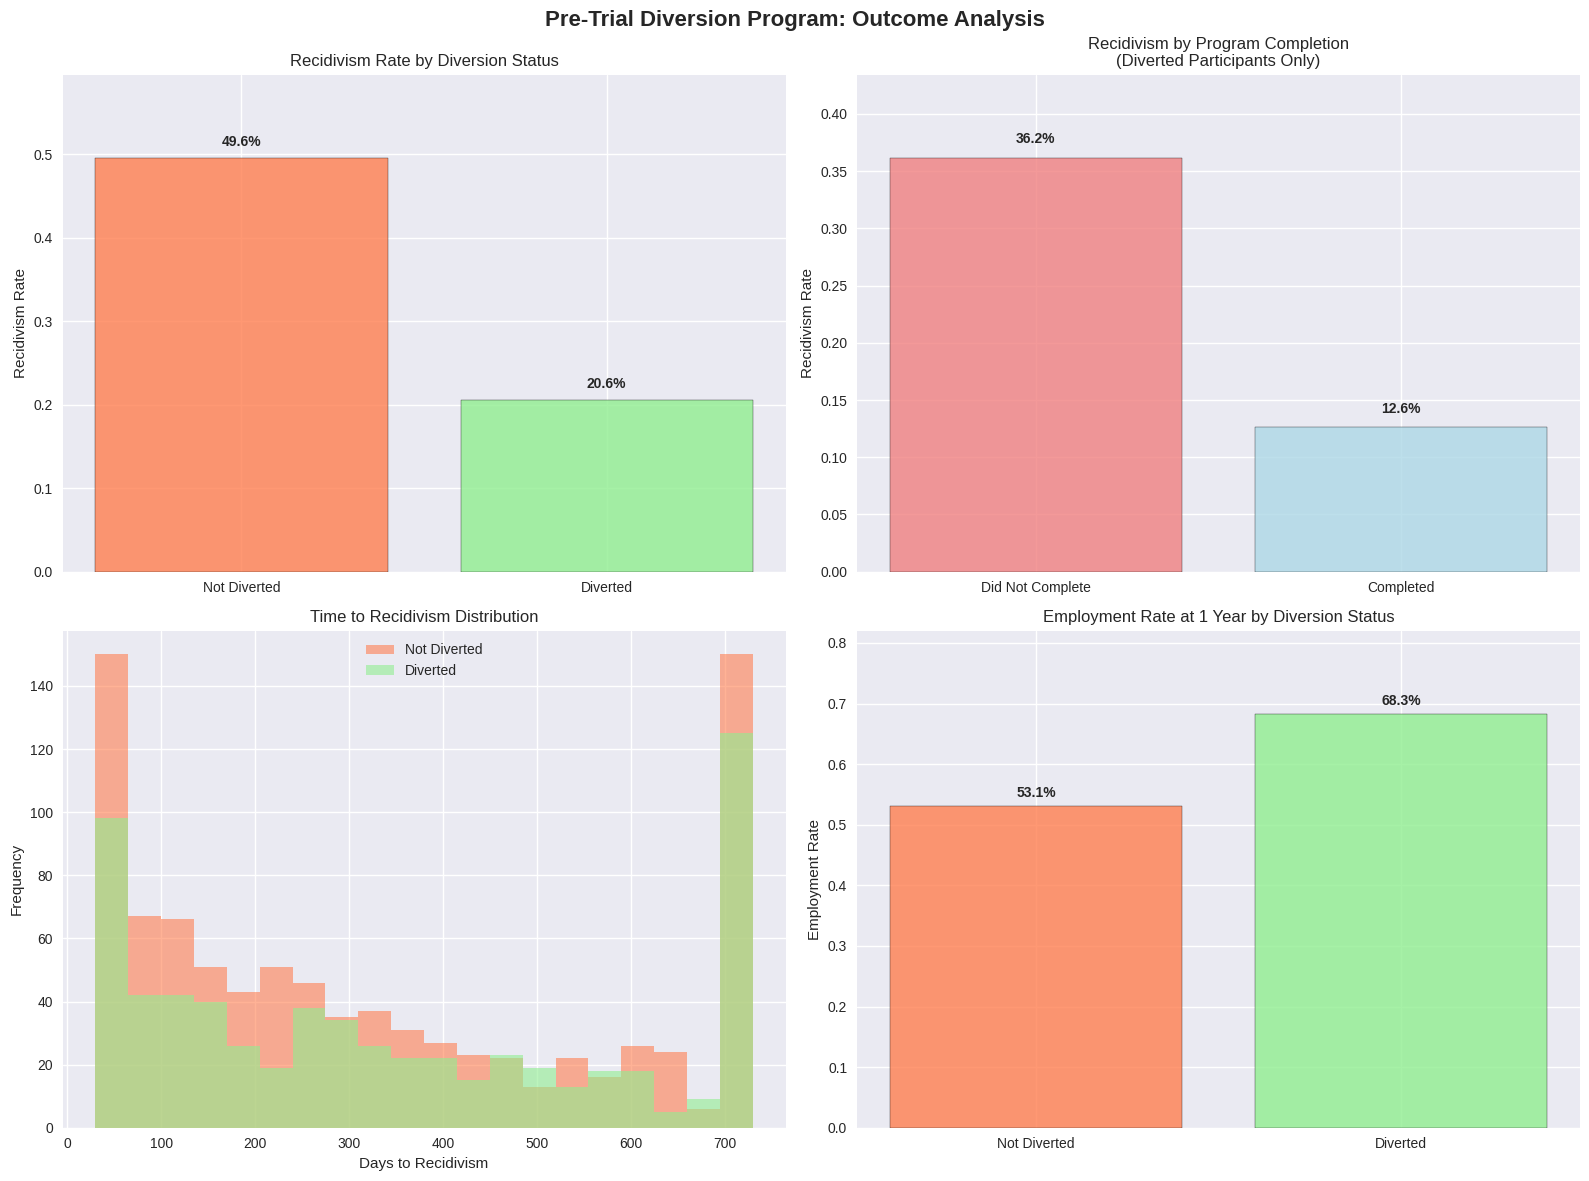 Pre-Trial Diversion Program: Outcome Analysis
Recidivism Rate by Diversion Status
Recidivism Rate
0.5
0.4
0.3
0.2
0.1
0.0
49.6%
20.6%
Not Diverted
Diverted
Recidivism by Program Completion
(Diverted Participants Only)
Recidivism Rate
0.40
0.35
0.30
0.25
0.20
0.15
0.10
0.05
0.00
36.2%
12.6%
Did Not Complete
Completed
Time to Recidivism Distribution
Not Diverted
Diverted
Frequency
140
120
100
80
60
40
20
0
0
100
200
300
400
500
600
700
Days to Recidivism
Employment Rate at 1 Year by Diversion Status
Employment Rate
0.8
0.7
0.6
0.5
0.4
0.3
0.2
0.1
0.0
53.1%
68.3%
Not Diverted
Diverted